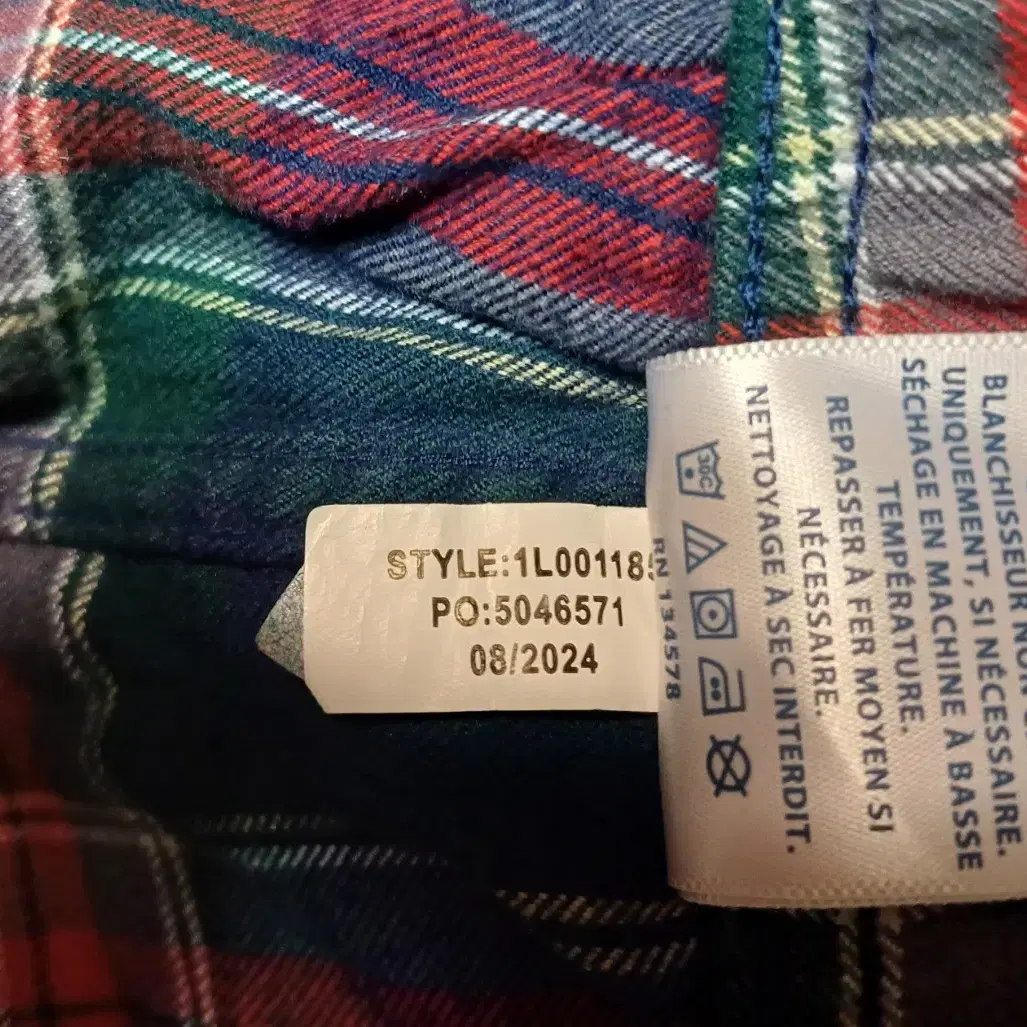 STYLE:1L001185
PO:5046571
08/2024
BLANCHISSEUR NON
UNIQUEMENT, SI NÉCESSAIRE.
SÉCHAGE EN MACHINE À BASSE
TEMPÉRATURE.
REPASSER À FER MOYEN SI
NÉCESSAIRE.
NETTOYAGE À SEC INTERDIT.
30C
RN 134578